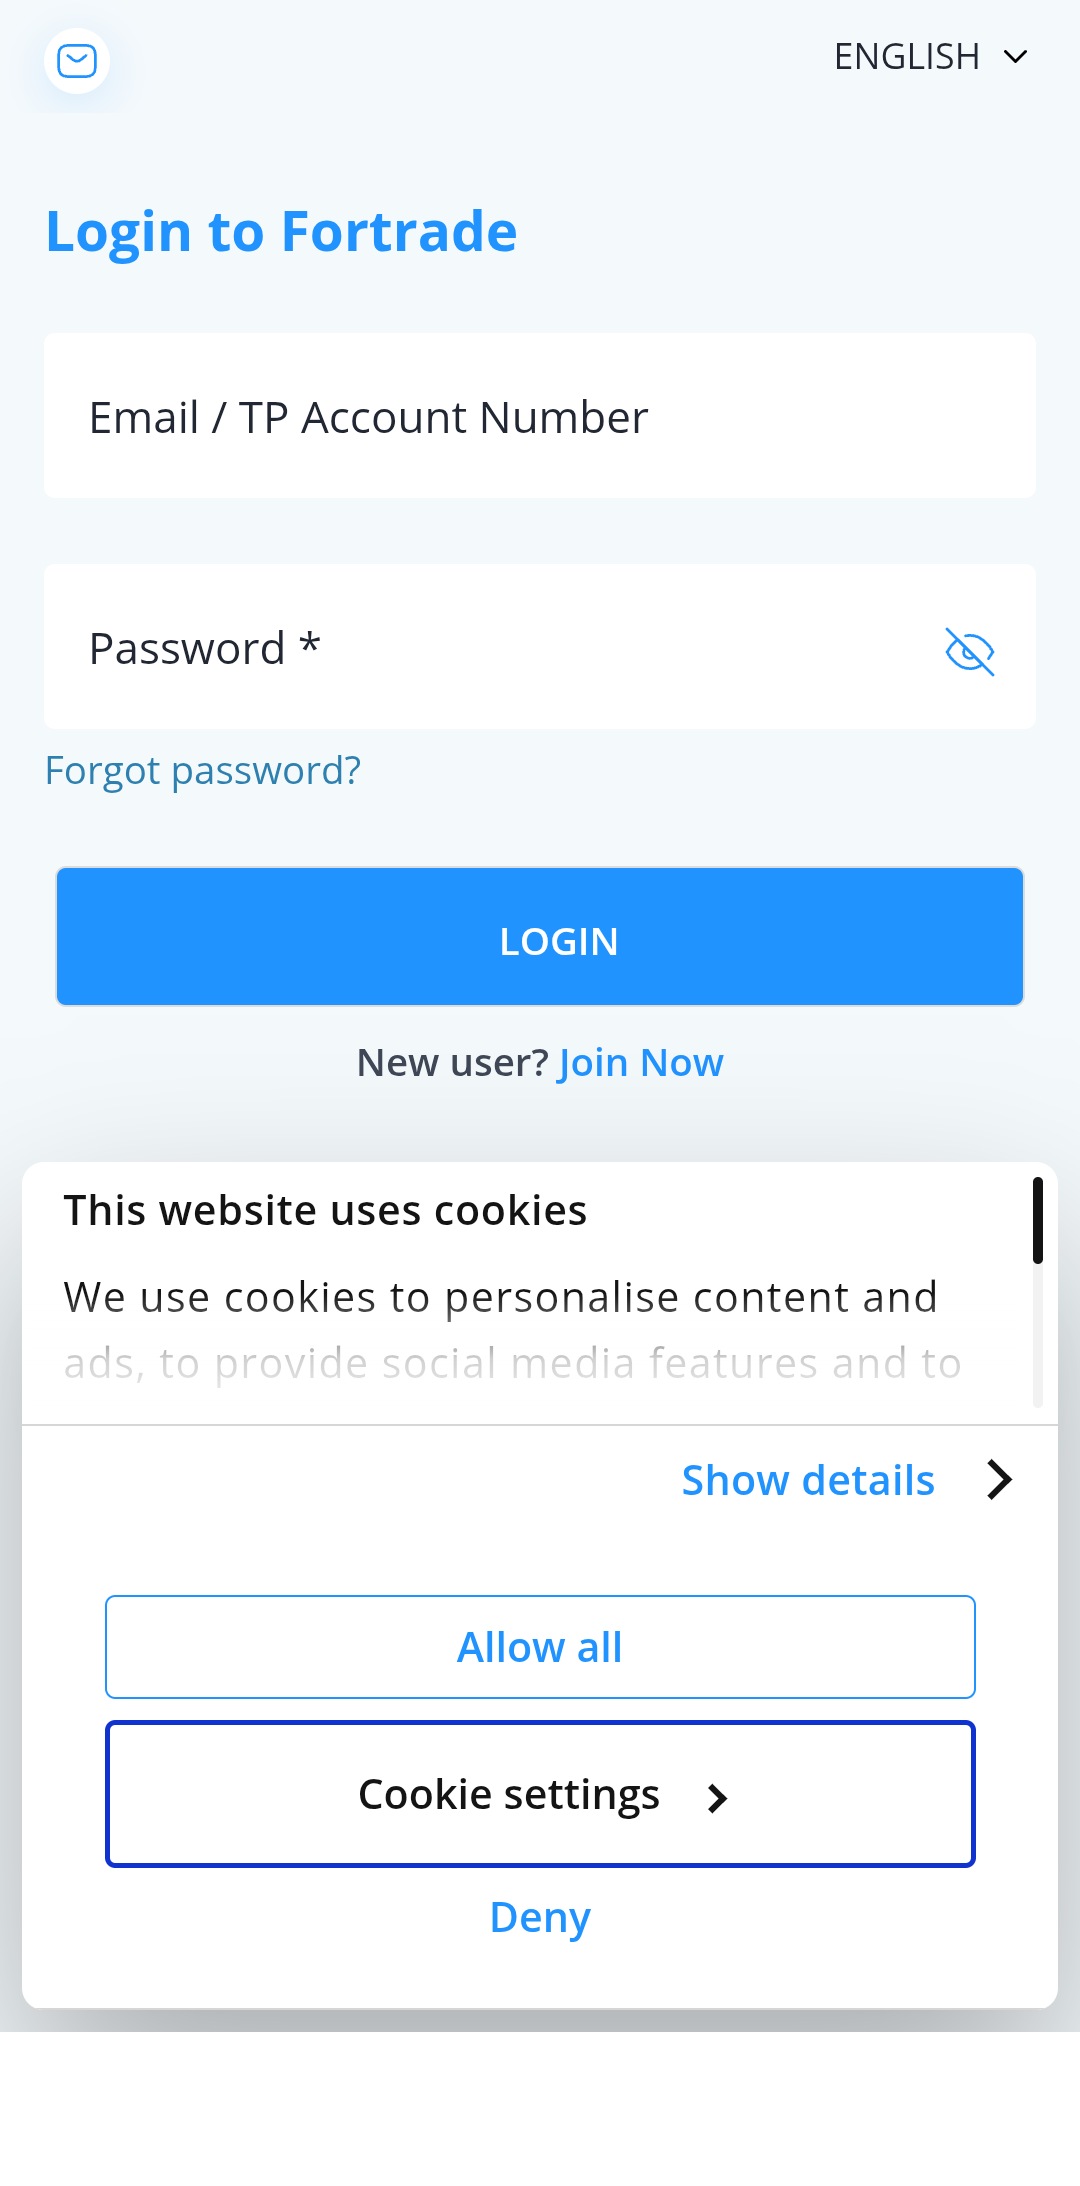 ENGLISH
Login to Fortrade
Email / TP Account Number
Password *
Forgot password?
LOGIN
New user? Join Now
This website uses cookies
We use cookies to personalise content and
ads, to provide social media features and to
Show details
Allow all
Cookie settings
Deny